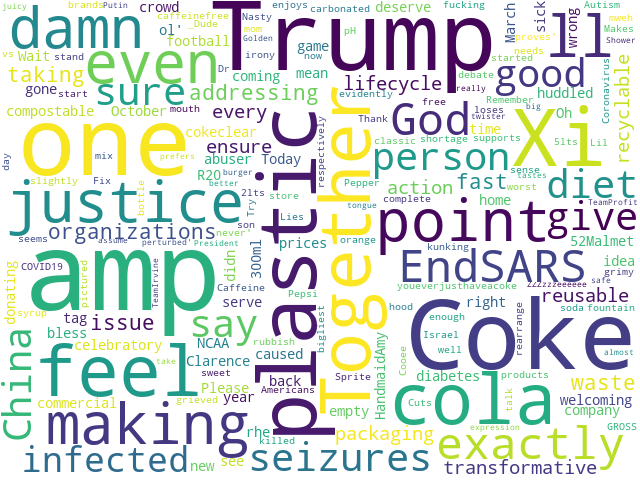 damn
even
Trump
ll
sure
taking
addressing
every
ensure
lifecycle
God
good
one
Xi
person
action
fast
time
diet
recyclable
compostable
October
gone
start
stand
Wait
ol'
_Dude
football
crowd
Nasty
caffeinefree
brands
juicy
vs
Putin
mom
Golden
irony
now
enjoys
carbonated
game
mean
coming
Dr
pH
fucking
deserve
started
debate
evidently
March
sick
wrong
needs
Makes
Autism
proves'
mweh
Shower
Coronavirus
huddled
Oh
Lil
big
twister
Remember
really
loses
free
Thank
mouth
classic
shortage
supports
5lts
sense
tastes
worst
TeamProfit
justice
organizations
abuser
R2O
cokeclear
Today
burger
better
21ts
prefers
mix
Fix
slightly
day
bottle
plastic
Together
respectively
Pepper
complete
tongue
home
point
give
52Malmet
idea
reusable
grimy
safe
amp
seems
assume
perturbed'
never'
President
son
Try
store
Lies
300ml
prices
orange
kunking
EndSARS
youeverjusthaveacoke
ZZzzzzeeeeee
didn
Caffeine
Pepsi
serve
COVID19
donating
syrup
pictured
TeamIrvine
tag
issue
say
bless
celebratory
NCAA
Clarence
Please
caused
rubbish
sweet
Americans
bigllest
Sprite
hood
Cooee
HandmaidAmy
right
enough
Israel
well
rearrange
soda
fountain
almost
Coke
feel
china
commercial
take
grieved
year
back
empty
diabetes
products
cola
Cuts
talk
waste
welcoming
company
GROSS
making
rhe
killed
packaging
expression
exactly
infected
new
see
seizures
transformative